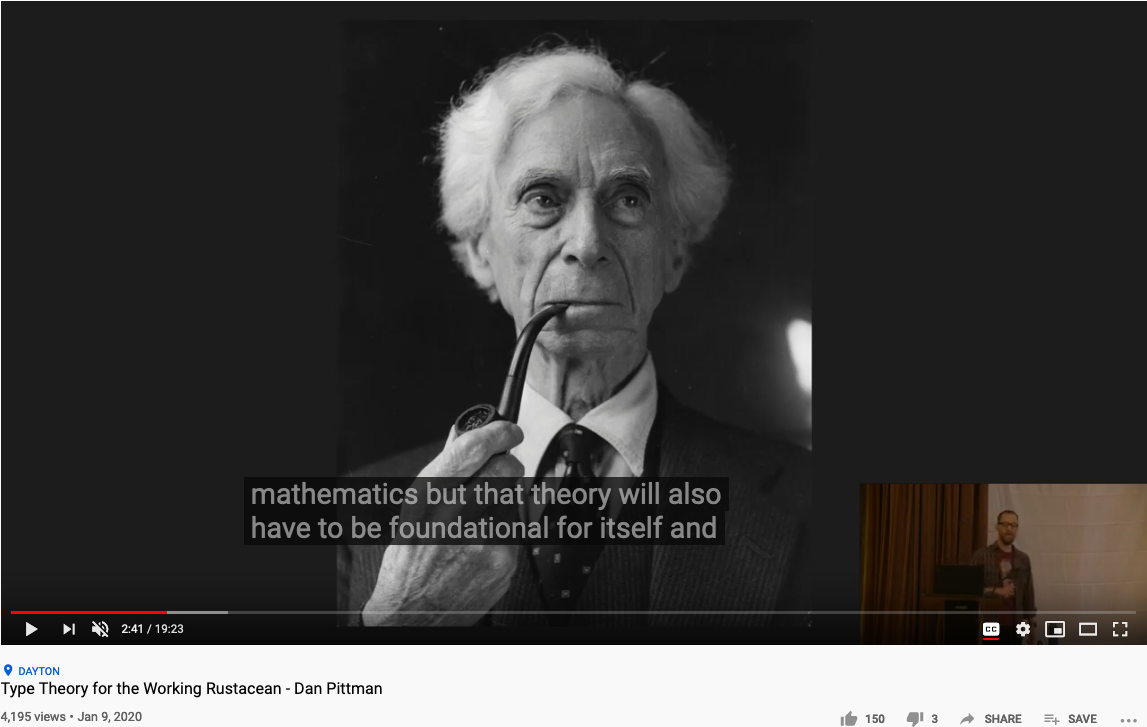 mathematics but that theory will also
have to be foundational for itself and
2:41 / 19:23
CC
DAYTON
Type Theory for the Working Rustacean - Dan Pittman
4,195 views • Jan 9, 2020
150
3
SHARE
SAVE